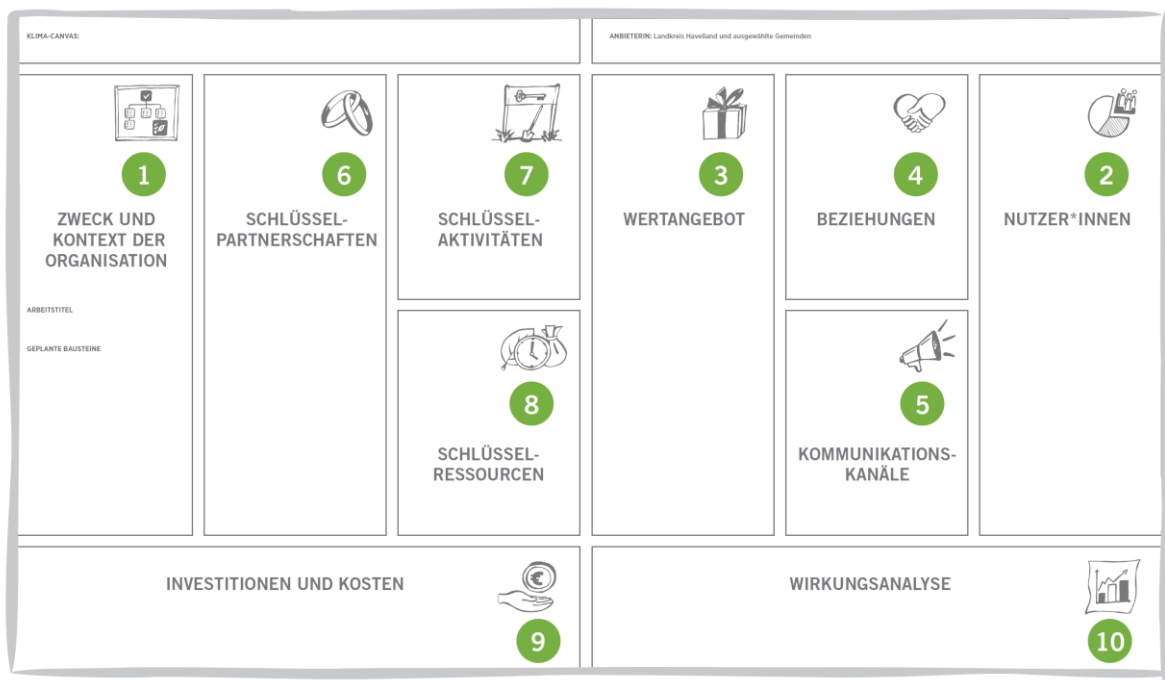 KLIMA-CANVAS:
ANBIETERIN: Landkreis Havelland und ausgewählte Gemeinden
1
ZWECK UND
KONTEXT DER
ORGANISATION
ARBEITSTITEL
GEPLANTE BAUSTEINE
6
SCHLÜSSEL-
PARTNERSCHAFTEN
7
SCHLÜSSEL-
AKTIVITÄTEN
8
SCHLÜSSEL-
RESSOURCEN
3
WERTANGEBOT
4
BEZIEHUNGEN
5
KOMMUNIKATIONS-
KANÄLE
2
NUTZER*INNEN
INVESTITIONEN UND KOSTEN
€
9
WIRKUNGSANALYSE
10